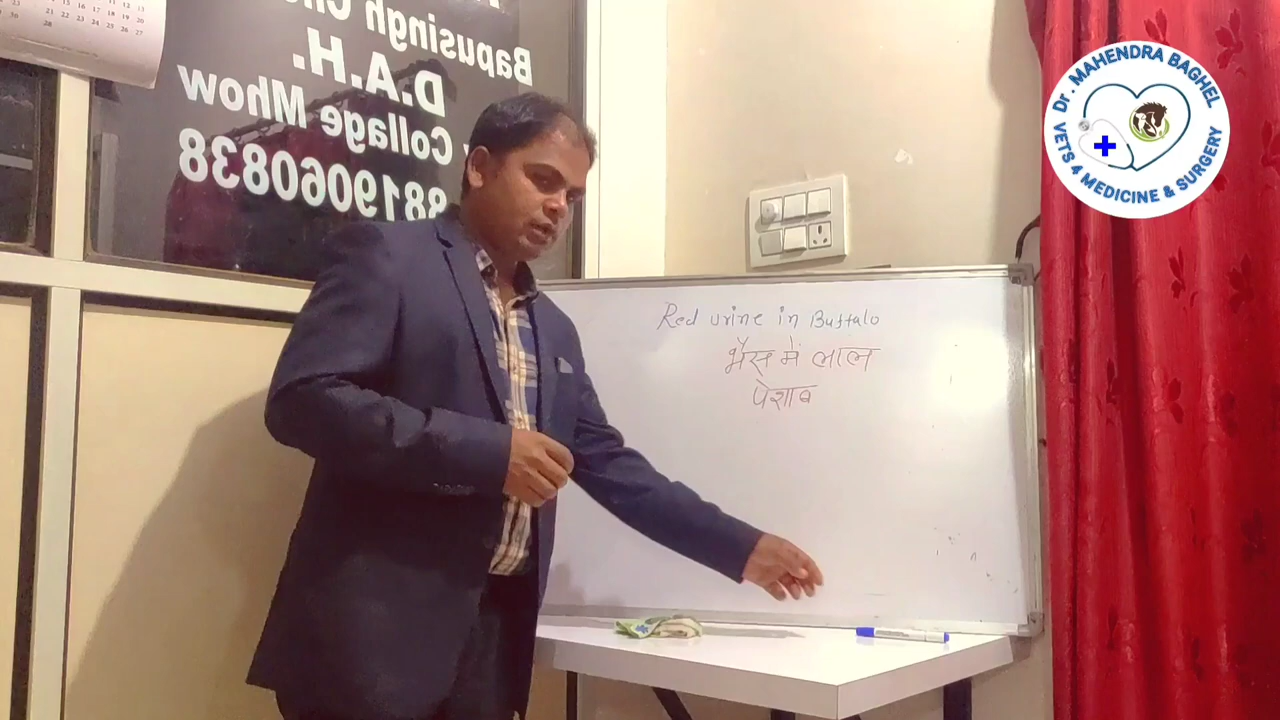 Bapusingh
D.A.H.
Collage Mhow
8819060838
Dr. MAHENDRA BAGHEL
VETS 4 MEDICINE & SURGERY
Red urine in Buffalo
भैंस में लाल
पेशाब